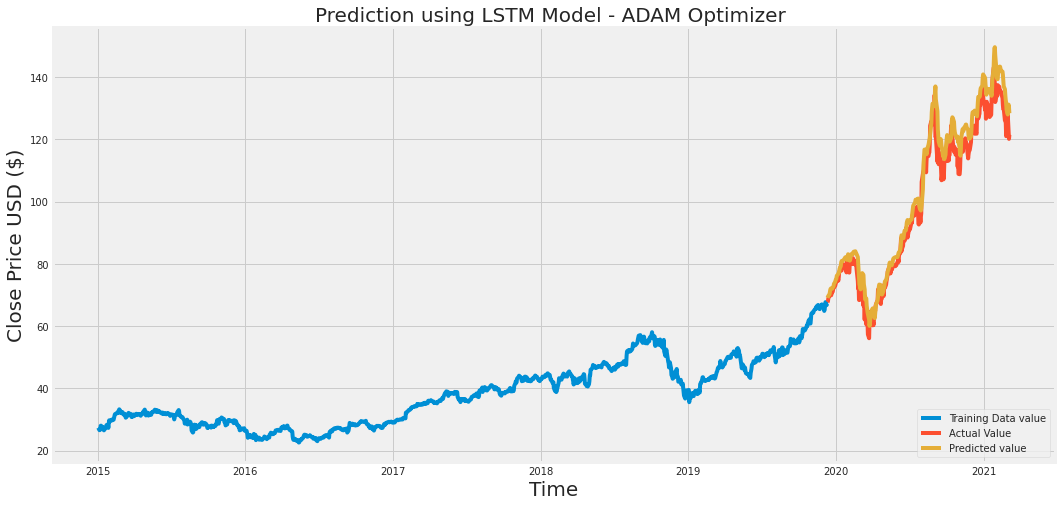 Prediction using LSTM Model - ADAM Optimizer
Close Price USD ($)
140
120
100
80
60
40
20
2015
2016
2017
2018
2019
2020
2021
Time
Training Data value
Actual Value
Predicted value